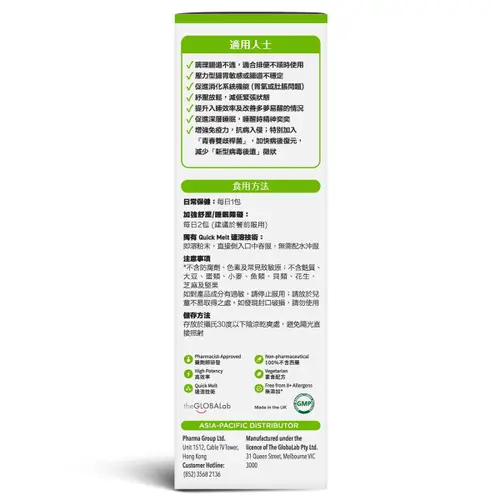 適用人士
✓ 調理腸道不適，適合排便不順時使用
✓ 壓力型腸胃敏感或腸道不穩定
✓ 促進消化系統機能 (胃氣或肚脹問題)
✓ 紓壓放鬆，減低緊張狀態
✓ 提升入睡效率及改善多夢易醒的情況
✓ 促進深層睡眠，睡醒時精神奕奕
✓ 增強免疫力，抗病入侵；特別加入
「青春雙歧桿菌」，加快病後復元，
減少「新型病毒後遺」徵狀
食用方法
日常保健：每日1包
加強舒壓/睡眠障礙：
每日2包 (建議於餐前服用)
獨有 Quick Melt 速溶技術：
即溶粉末，直接倒入口中吞服，無需配水沖服
注意事項
*不含防腐劑、色素及常見致敏原；不含麩質、
大豆、蛋類、小麥、魚類、貝類、花生、
芝麻及堅果
如對產品成分有過敏，請停止服用；請放於兒
童不易取得之處。如發現封口破損，請勿使用
儲存方法
存放於攝氏30度以下陰涼乾爽處，避免陽光直
接照射
Pharmacist-Approved
藥劑師研發
Non-pharmaceutical
100%不含西藥
High Potency
高效率
Vegetarian
素食配方
Quick Melt
速溶技術
Free from 8+ Allergens
無添加*
theGLOBALab
Made in the UK
GMP
ASIA-PACIFIC DISTRIBUTOR
Pharma Group Ltd.
Unit 1512, Cable TV Tower,
Hong Kong
Customer Hotline:
(852) 3568 2136
Manufactured under the
licence of The GlobaLab Pty Ltd.
31 Queen Street, Melbourne VIC
3000